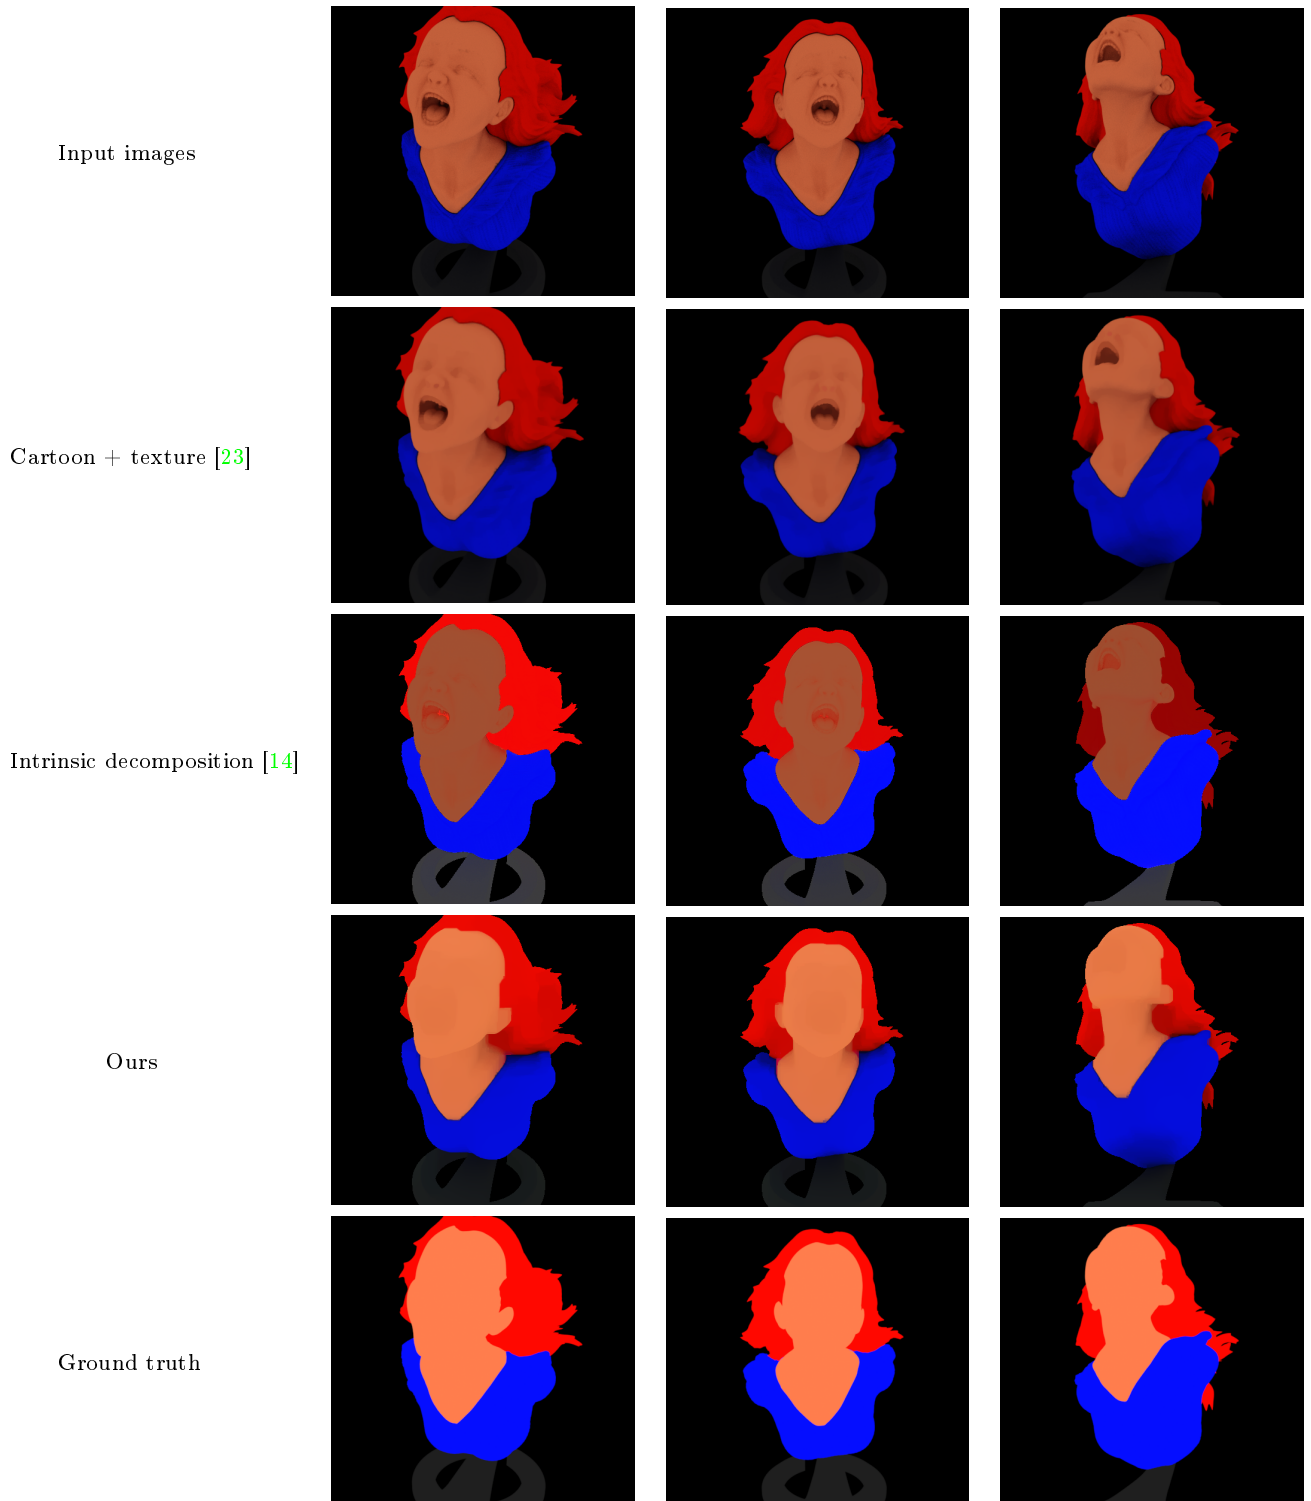 Input images
Cartoon + texture [23]
Intrinsic decomposition [14]
Ours
Ground truth